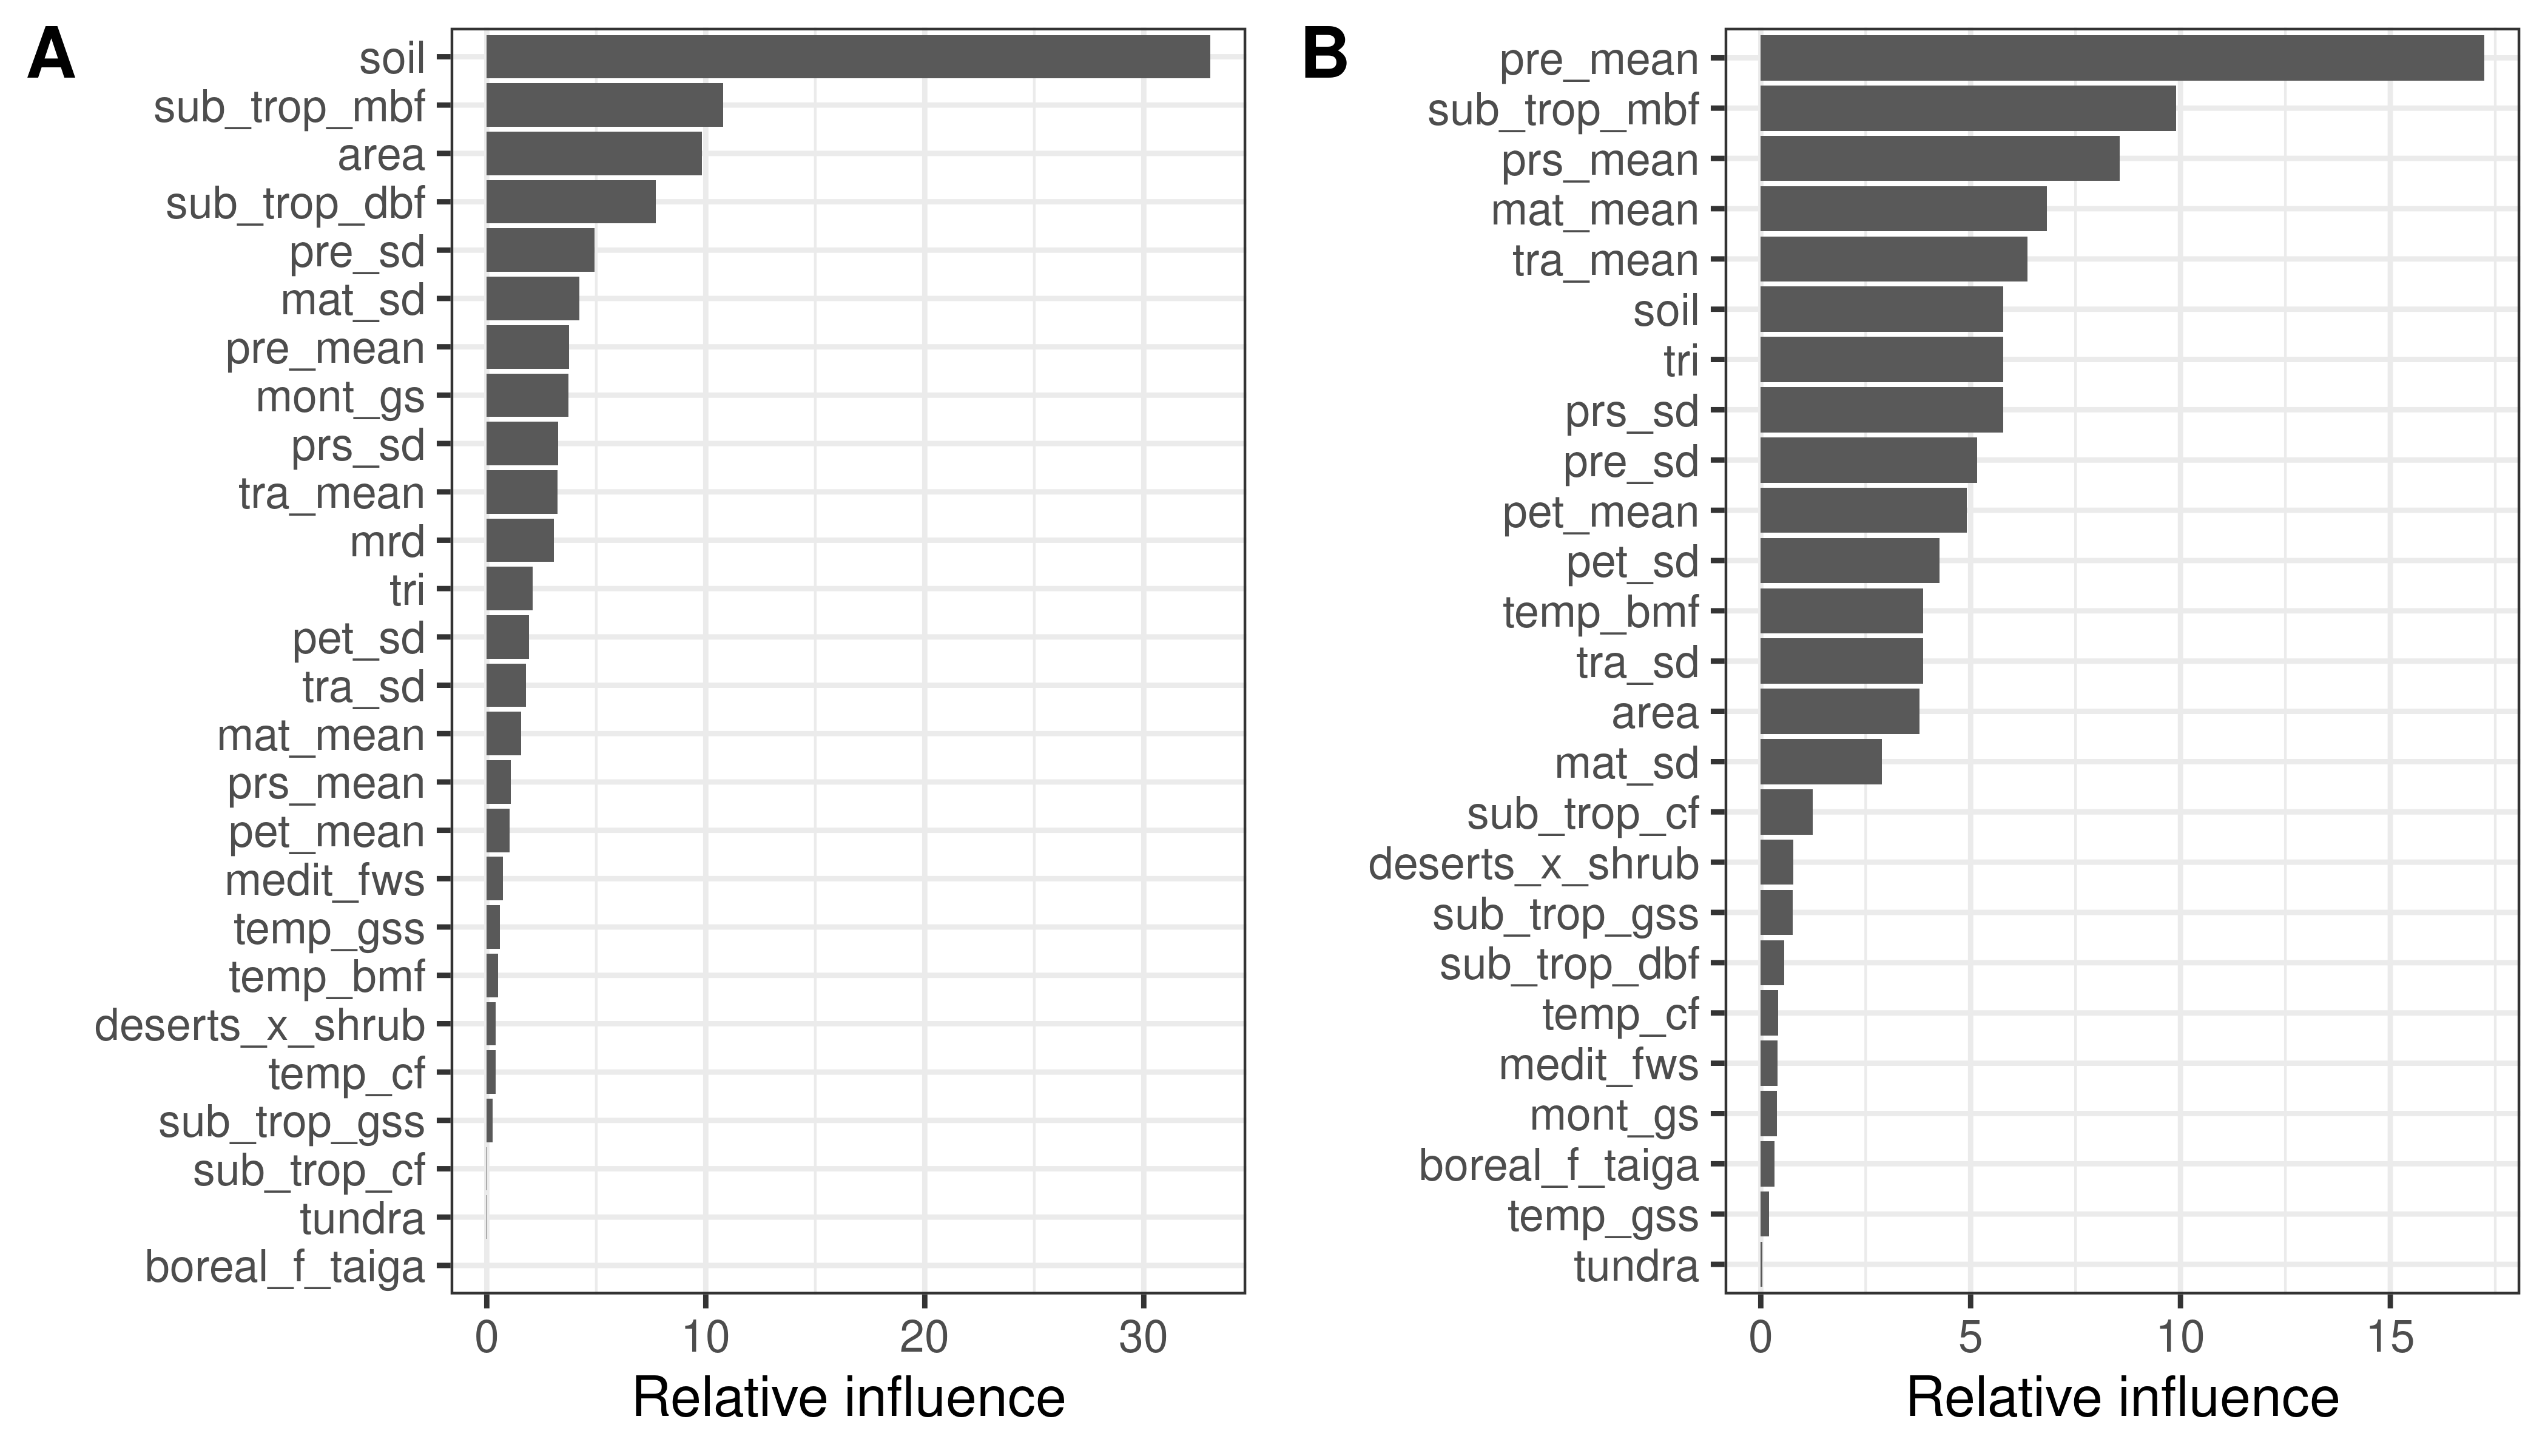 A
soil
sub_trop_mbf
area
sub_trop_dbf
pre_sd
mat_sd
pre_mean
mont_gs
prs_sd
tra_mean
mrd
tri
pet_sd
tra_sd
mat_mean
prs_mean
pet_mean
medit_fws
temp_gss
temp_bmf
deserts_x_shrub
temp_cf
sub_trop_gss
sub_trop_cf
tundra
boreal_f_taiga
0 10 20 30
Relative influence
B
pre_mean
sub_trop_mbf
prs_mean
mat_mean
tra_mean
soil
tri
prs_sd
pre_sd
pet_mean
pet_sd
temp_bmf
tra_sd
area
mat_sd
sub_trop_cf
deserts_x_shrub
sub_trop_gss
sub_trop_dbf
temp_cf
medit_fws
mont_gs
boreal_f_taiga
temp_gss
tundra
0 5 10 15
Relative influence